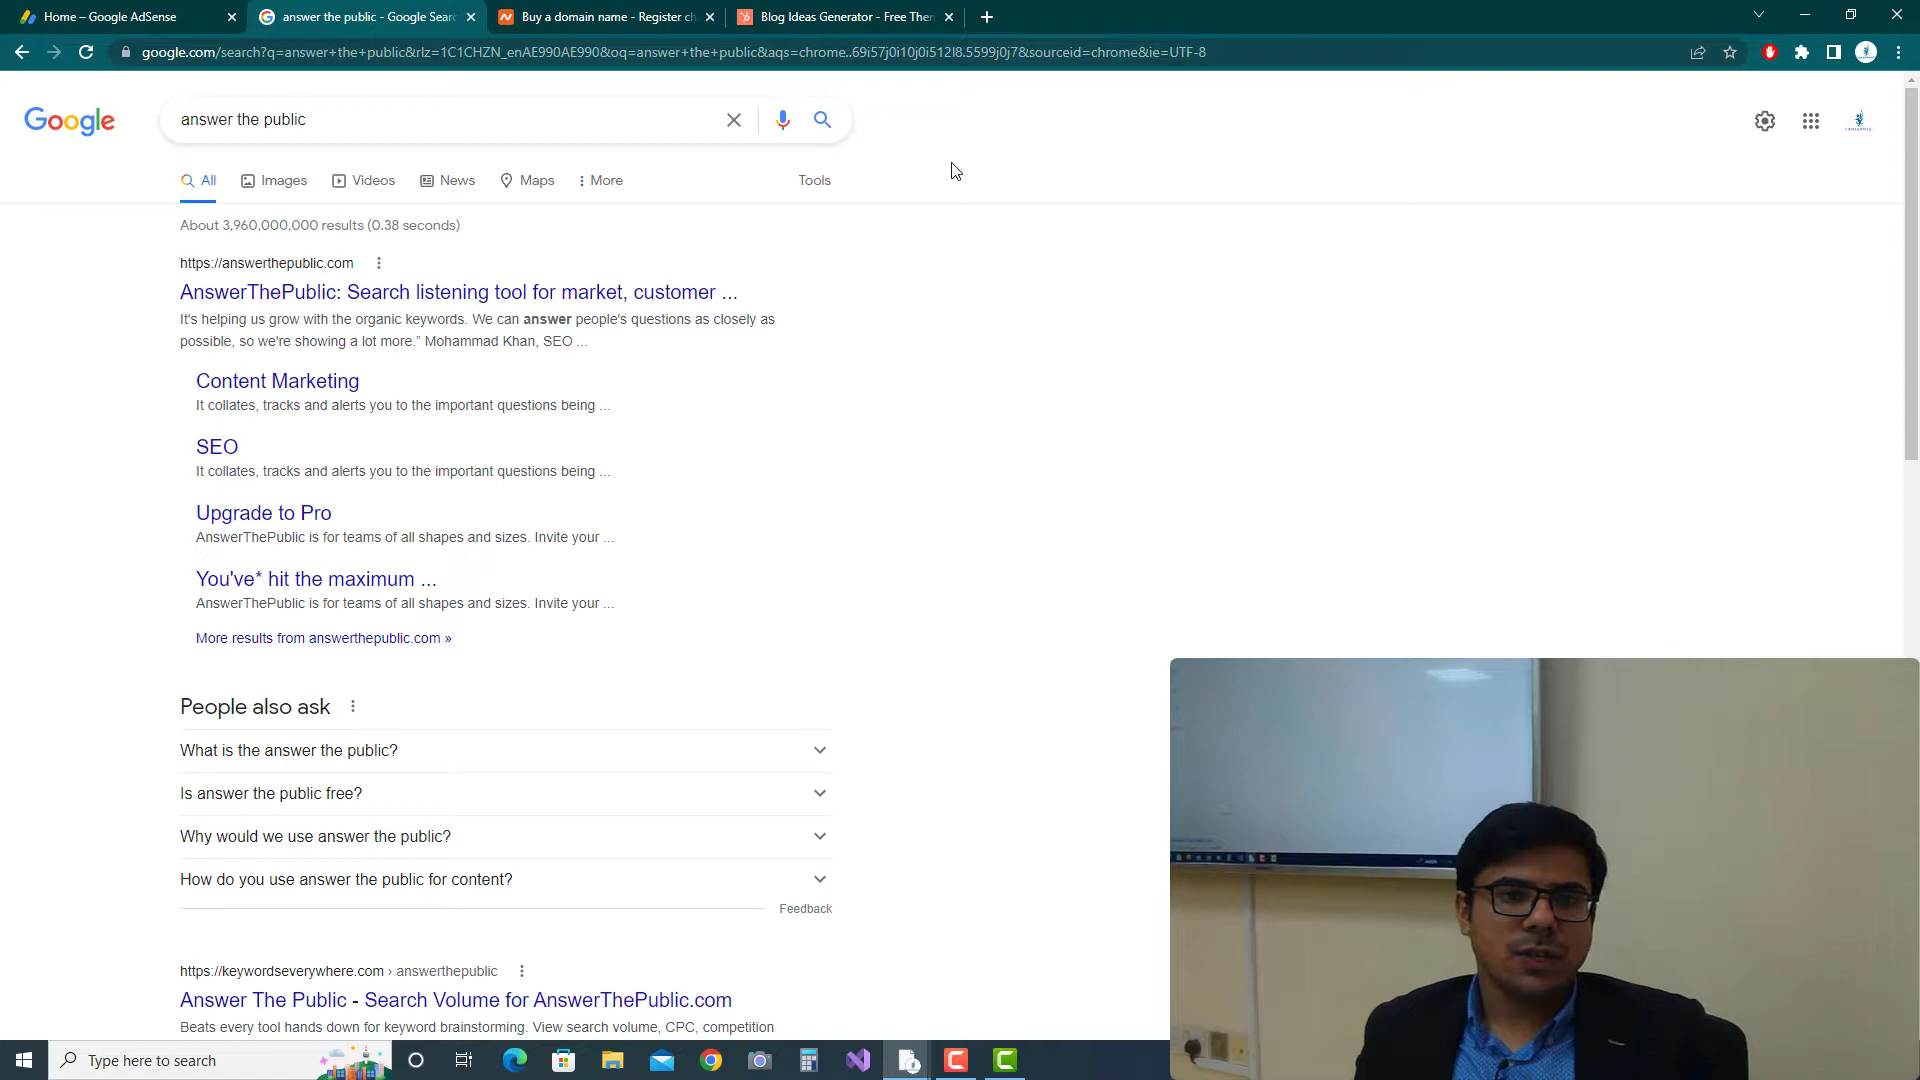 Home – Google AdSense
answer the public - Google Sear
Buy a domain name - Register ch
Blog Ideas Generator - Free Then
google.com/search?q=answer+the+public&rlz=1C1CHZN_enAE990AE990&oq=answer+the+public&aqs=chrome..69i57j0i10j0i512l8.5599j0j7&sourceid=chrome&ie=UTF-8
Google
answer the public
All
Images
Videos
News
Maps
More
Tools
About 3,960,000,000 results (0.38 seconds)
https://answerthepublic.com
AnswerThePublic: Search listening tool for market, customer ...
It's helping us grow with the organic keywords. We can answer people's questions as closely as
possible, so we're showing a lot more.” Mohammad Khan, SEO ...
Content Marketing
It collates, tracks and alerts you to the important questions being ...
SEO
It collates, tracks and alerts you to the important questions being ...
Upgrade to Pro
AnswerThePublic is for teams of all shapes and sizes. Invite your ...
You've* hit the maximum ...
AnswerThePublic is for teams of all shapes and sizes. Invite your ...
More results from answerthepublic.com »
People also ask
What is the answer the public?
Is answer the public free?
Why would we use answer the public?
How do you use answer the public for content?
Feedback
https://keywordseverywhere.com › answerthepublic
Answer The Public - Search Volume for AnswerThePublic.com
Beats every tool hands down for keyword brainstorming. View search volume, CPC, competition
Type here to search